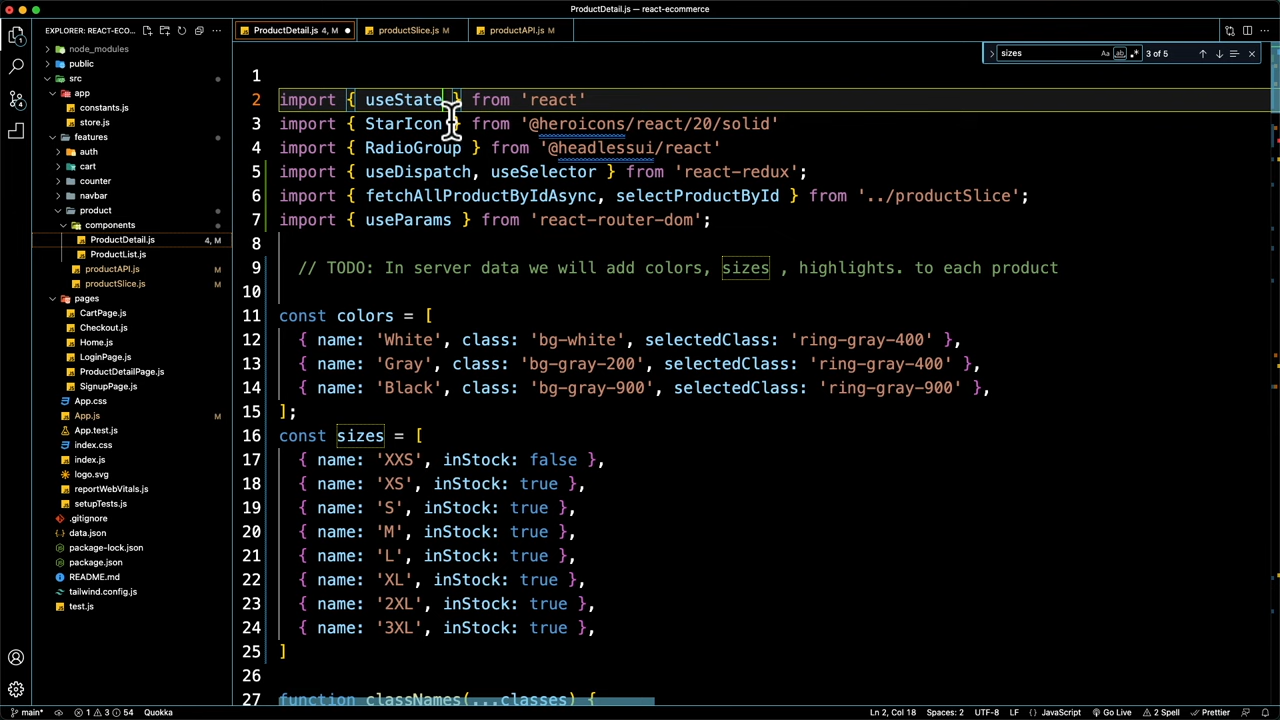 ProductDetail.js — react-ecommerce
EXPLORER: REACT-ECO...
ProductDetail.js 4, M
productSlice.js M
productAPI.js M
sizes
Aa
ab
3 of 5
node_modules
public
src
app
constants.js
store.js
features
auth
cart
counter
navbar
product
components
ProductDetail.js 4, M
ProductList.js
productAPI.js M
productSlice.js M
pages
CartPage.js
Checkout.js
Home.js
LoginPage.js
ProductDetailPage.js
SignupPage.js
App.css
App.js M
App.test.js
index.css
index.js
logo.svg
reportWebVitals.js
setupTests.js
.gitignore
data.json
package-lock.json
package.json
README.md
tailwind.config.js
test.js
1
2 import { useState } from 'react'
3 import { StarIcon } from '@heroicons/react/20/solid'
4 import { RadioGroup } from '@headlessui/react'
5 import { useDispatch, useSelector } from 'react-redux';
6 import { fetchAllProductByIdAsync, selectProductById } from '../productSlice';
7 import { useParams } from 'react-router-dom';
8
9 // TODO: In server data we will add colors, sizes , highlights. to each product
10
11 const colors = [
12 { name: 'White', class: 'bg-white', selectedClass: 'ring-gray-400' },
13 { name: 'Gray', class: 'bg-gray-200', selectedClass: 'ring-gray-400' },
14 { name: 'Black', class: 'bg-gray-900', selectedClass: 'ring-gray-900' },
15 ];
16 const sizes = [
17 { name: 'XXS', inStock: false },
18 { name: 'XS', inStock: true },
19 { name: 'S', inStock: true },
20 { name: 'M', inStock: true },
21 { name: 'L', inStock: true },
22 { name: 'XL', inStock: true },
23 { name: '2XL', inStock: true },
24 { name: '3XL', inStock: true },
25 ]
26
27 function classNames(...classes) {
main* 1 3 54 Quokka
Ln 2, Col 18 Spaces: 2 UTF-8 LF JavaScript Go Live 2 Spell Prettier